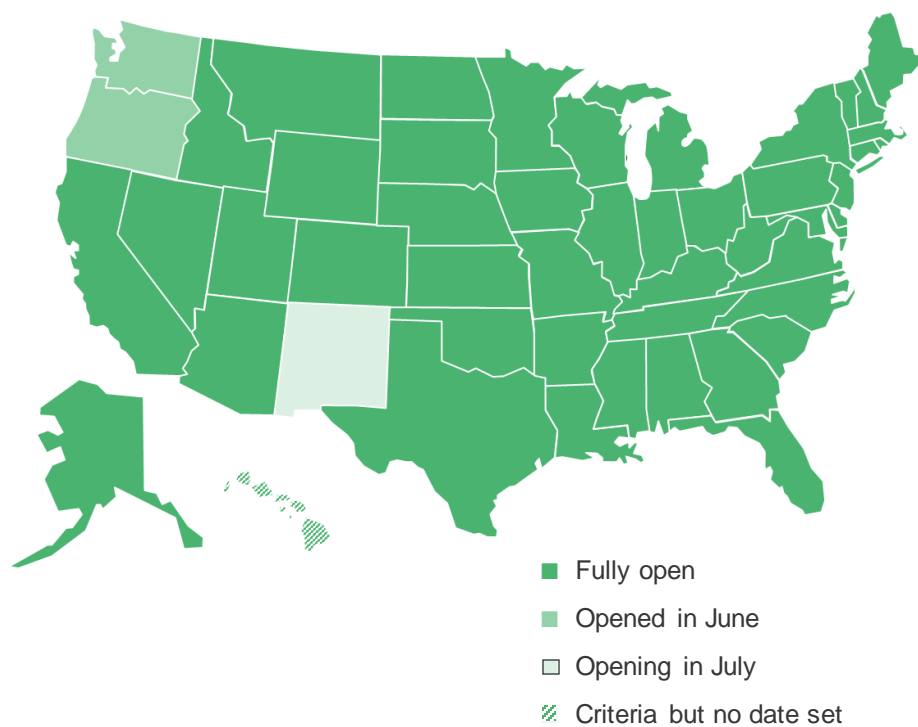 Fully open
Opened in June
Opening in July
Criteria but no date set